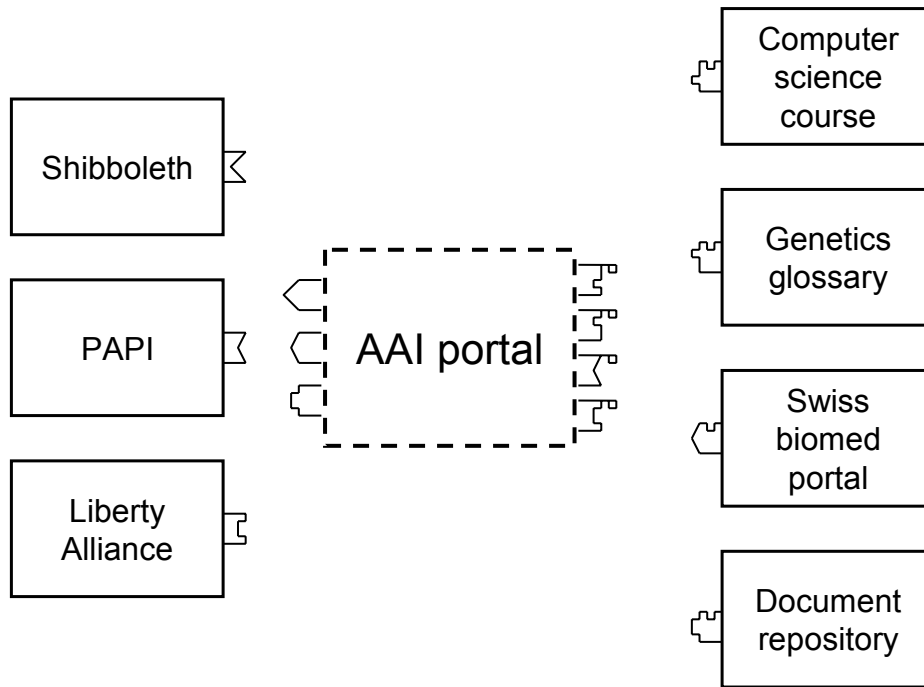 Shibboleth
PAPI
Liberty
Alliance
AAI portal
Computer
science
course
Genetics
glossary
Swiss
biomed
portal
Document
repository